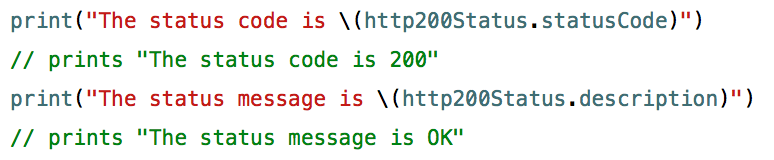 print("The status code is \(http200Status.statusCode)")
// prints "The status code is 200"
print("The status message is \(http200Status.description)")
// prints "The status message is OK"